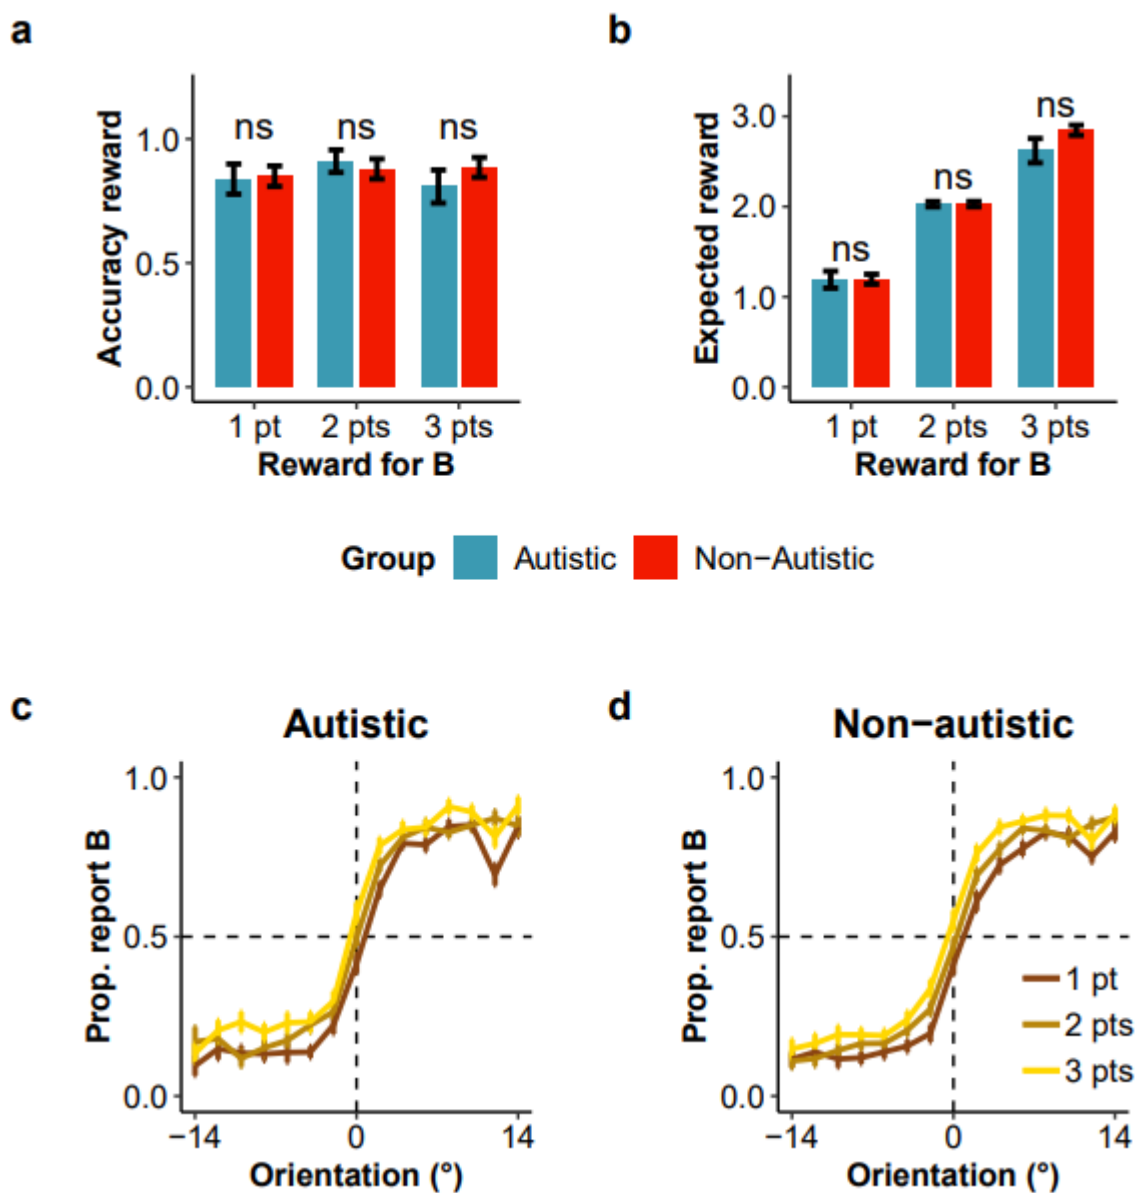 a
b
ns ns ns
1.0
0.5
0.0
Accuracy reward
1 pt 2 pts 3 pts
Reward for B
ns ns ns
3.0
2.0
1.0
0.0
Expected reward
1 pt 2 pts 3 pts
Reward for B
Group Autistic Non−Autistic
c
Autistic
1.0
0.5
0.0
Prop. report B
−14 0 14
Orientation (°)
d
Non−autistic
1.0
0.5
0.0
Prop. report B
1 pt
2 pts
3 pts
−14 0 14
Orientation (°)